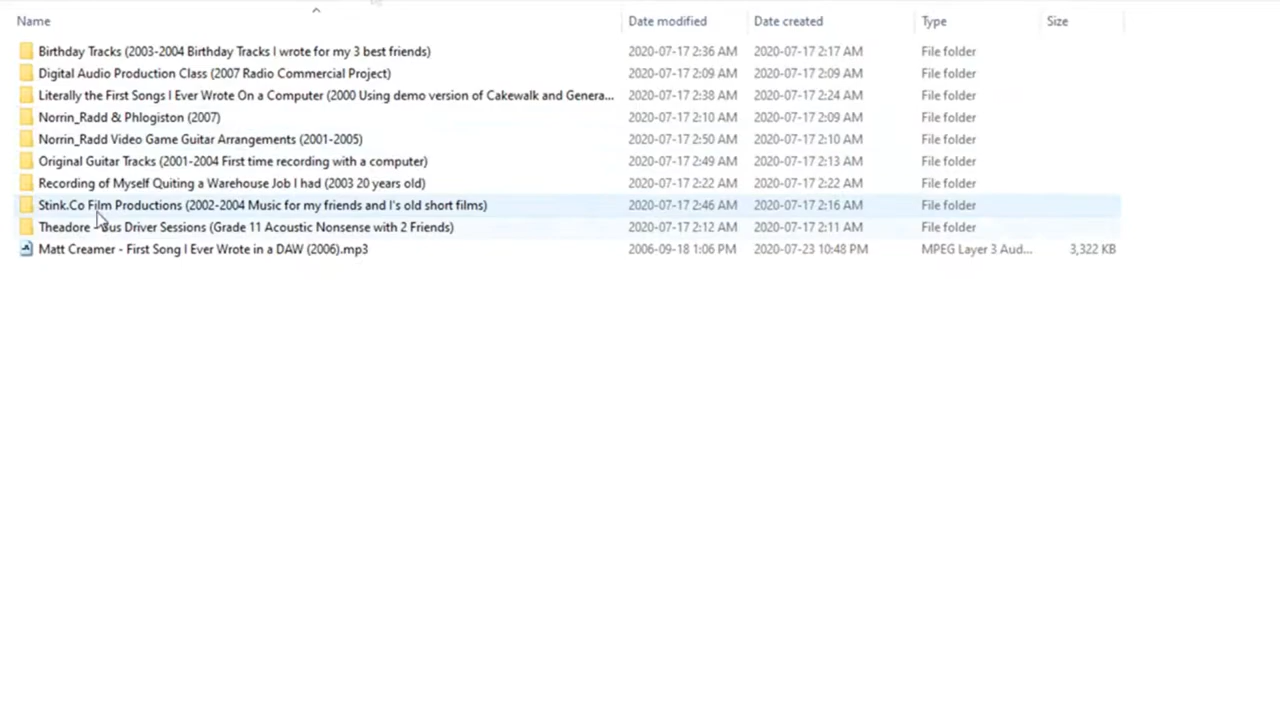 Name Date modified Date created Type Size
Birthday Tracks (2003-2004 Birthday Tracks I wrote for my 3 best friends) 2020-07-17 2:36 AM 2020-07-17 2:17 AM File folder
Digital Audio Production Class (2007 Radio Commercial Project) 2020-07-17 2:09 AM 2020-07-17 2:09 AM File folder
Literally the First Songs I Ever Wrote On a Computer (2000 Using demo version of Cakewalk and Genera... 2020-07-17 2:38 AM 2020-07-17 2:24 AM File folder
Norrin_Radd & Phlogiston (2007) 2020-07-17 2:10 AM 2020-07-17 2:09 AM File folder
Norrin_Radd Video Game Guitar Arrangements (2001-2005) 2020-07-17 2:50 AM 2020-07-17 2:10 AM File folder
Original Guitar Tracks (2001-2004 First time recording with a computer) 2020-07-17 2:49 AM 2020-07-17 2:13 AM File folder
Recording of Myself Quiting a Warehouse Job I had (2003 20 years old) 2020-07-17 2:22 AM 2020-07-17 2:22 AM File folder
Stink.Co Film Productions (2002-2004 Music for my friends and I's old short films) 2020-07-17 2:46 AM 2020-07-17 2:16 AM File folder
Theadore - Bus Driver Sessions (Grade 11 Acoustic Nonsense with 2 Friends) 2020-07-17 2:12 AM 2020-07-17 2:11 AM File folder
Matt Creamer - First Song I Ever Wrote in a DAW (2006).mp3 2006-09-18 1:06 PM 2020-07-23 10:48 PM MPEG Layer 3 Aud... 3,322 KB